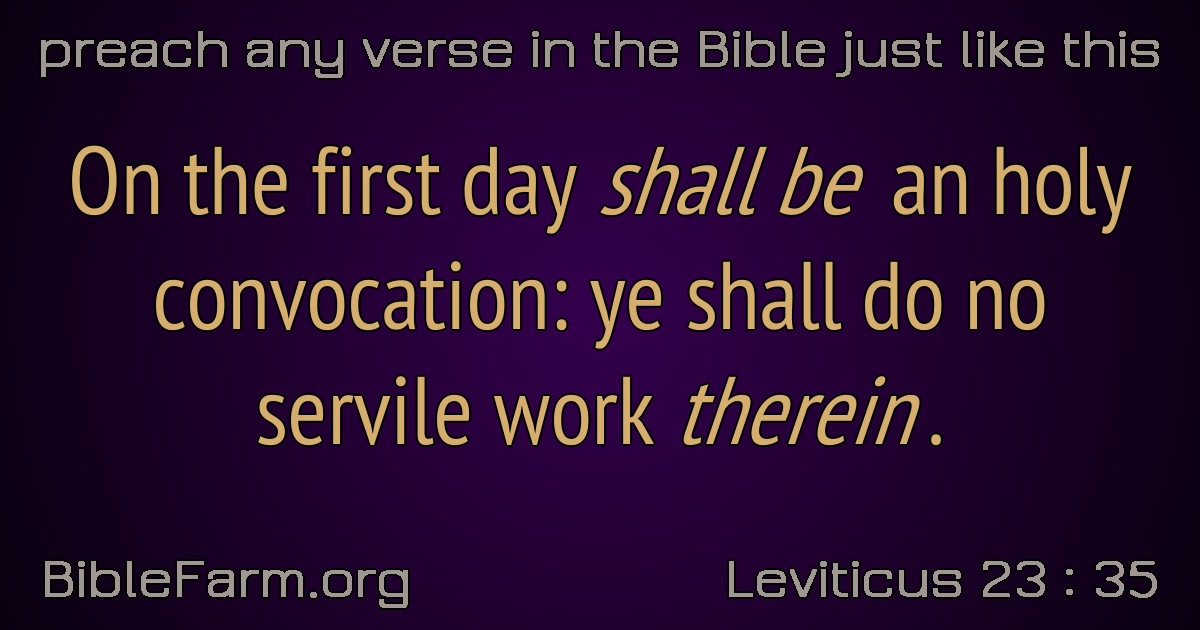 preach any verse in the Bible just like this
On the first day shall be an holy
convocation: ye shall do no
servile work therein.
BibleFarm.org
Leviticus 23 : 35